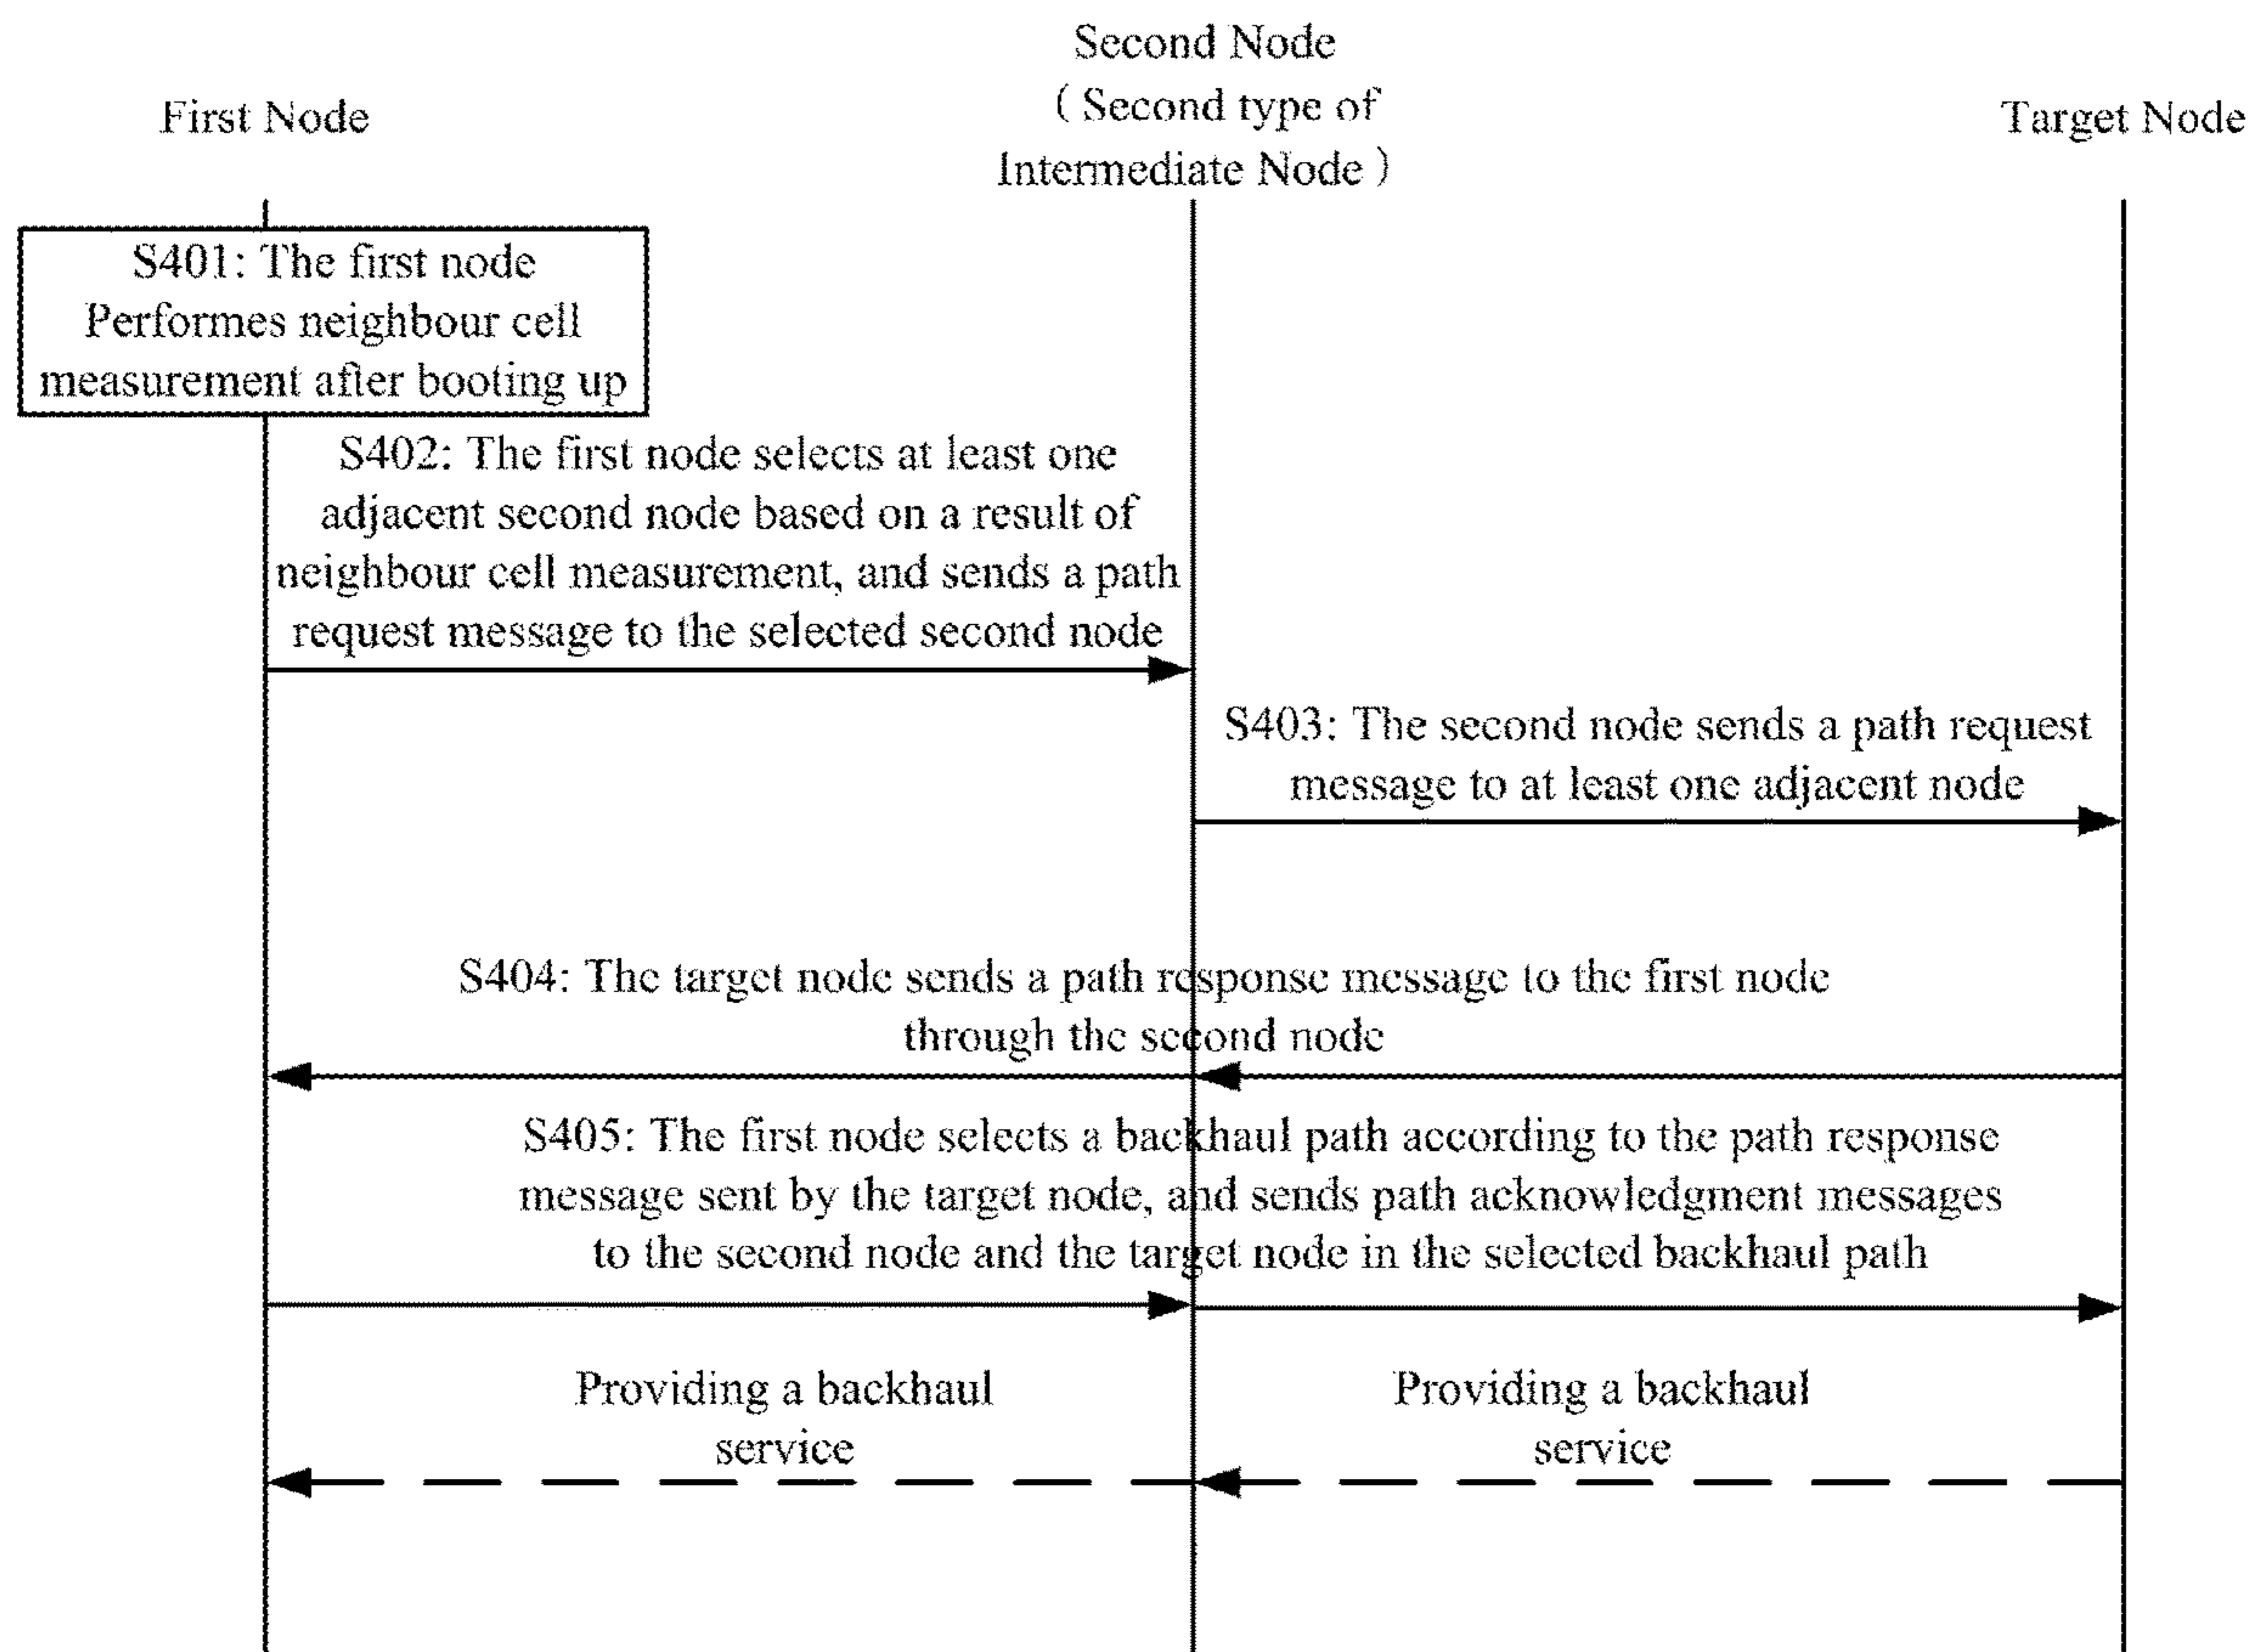 First Node
Second Node
( Second type of
Intermediate Node )
Target Node
S401: The first node
Performes neighbour cell
measurement after booting up
S402: The first node selects at least one
adjacent second node based on a result of
neighbour cell measurement, and sends a path
request message to the selected second node
S403: The second node sends a path request
message to at least one adjacent node
S404: The target node sends a path response message to the first node
through the second node
S405: The first node selects a backhaul path according to the path response
message sent by the target node, and sends path acknowledgment messages
to the second node and the target node in the selected backhaul path
Providing a backhaul
service
Providing a backhaul
service